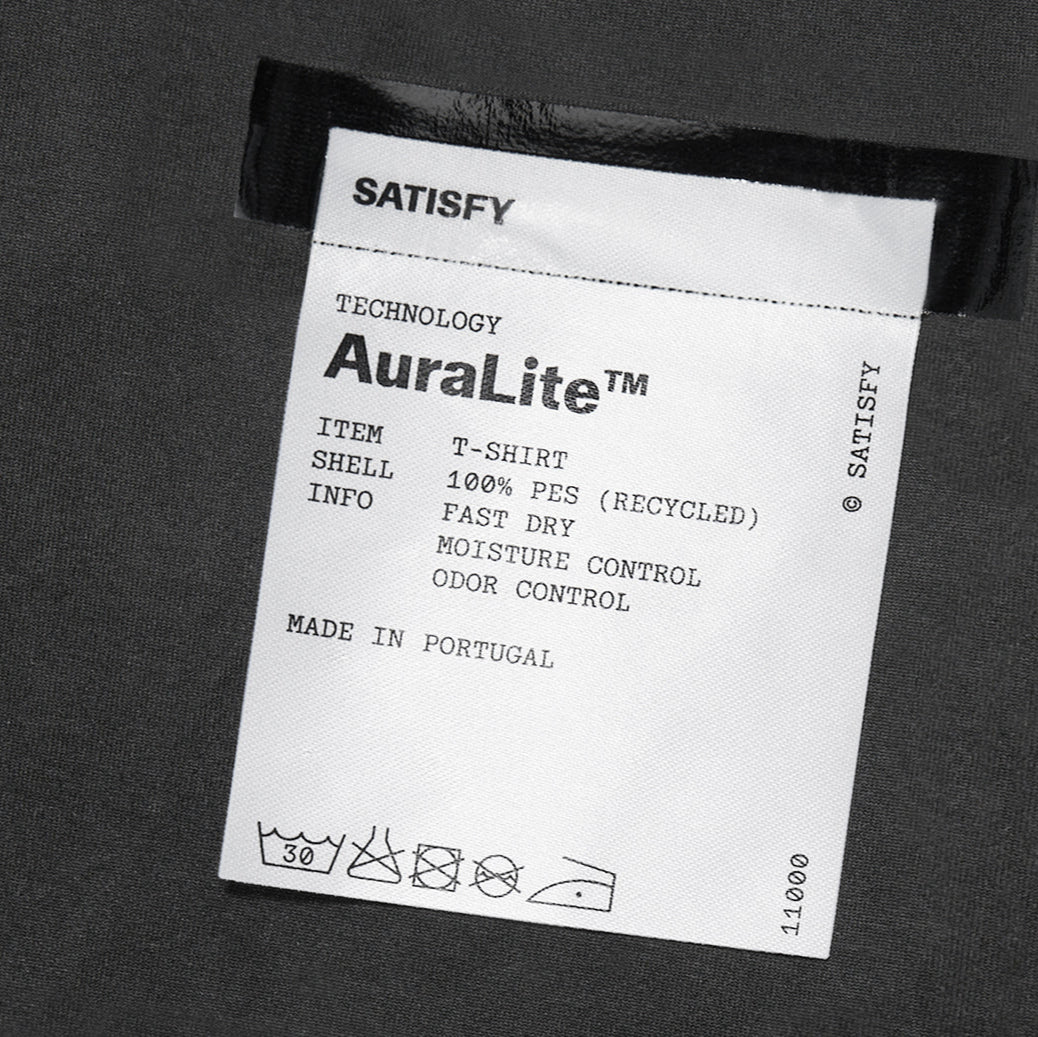 SATISFY
TECHNOLOGY
AuraLite™
ITEM T-SHIRT
SHELL 100% PES (RECYCLED)
INFO FAST DRY
MOISTURE CONTROL
ODOR CONTROL
MADE IN PORTUGAL
© SATISFY
30
11000